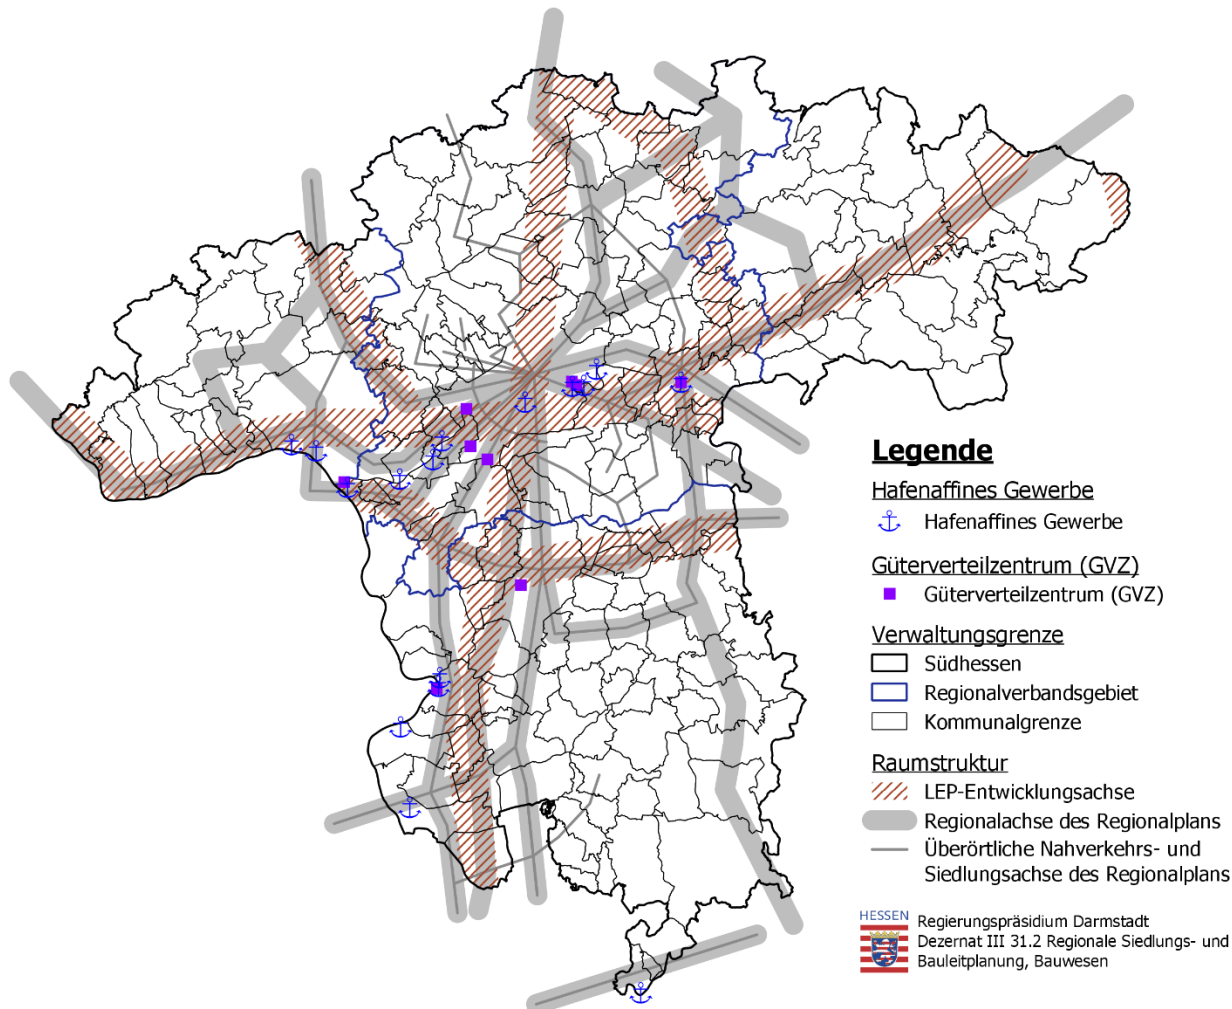 Legende
Hafenaffines Gewerbe
Hafenaffines Gewerbe
Güterverteilzentrum (GVZ)
Güterverteilzentrum (GVZ)
Verwaltungsgrenze
Südhessen
Regionalverbandsgebiet
Kommunalgrenze
Raumstruktur
LEP-Entwicklungsachse
Regionalachse des Regionalplans
Überörtliche Nahverkehrs- und
Siedlungsachse des Regionalplans
HESSEN
Regierungspräsidium Darmstadt
Dezernat III 31.2 Regionale Siedlungs- und
Bauleitplanung, Bauwesen